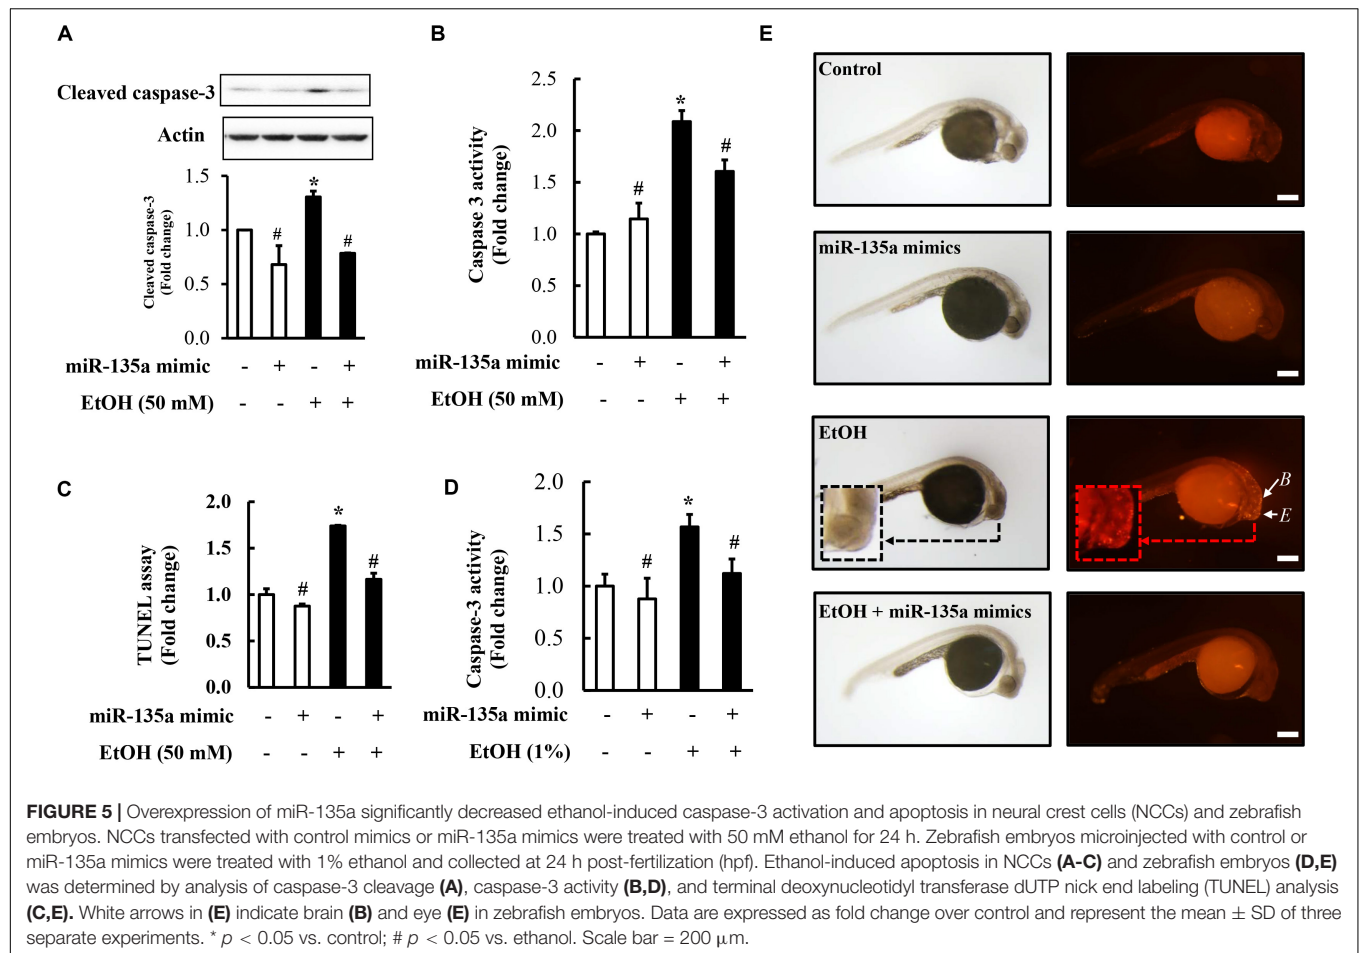 A
Cleaved caspase-3
Actin
Cleaved caspase-3
(Fold change)
1.5
1.0
0.5
0.0
# * #
miR-135a mimic - + - +
EtOH (50 mM) - - + +
B
Caspase 3 activity
(Fold change)
2.5
2.0
1.5
1.0
0.5
0.0
# * #
miR-135a mimic - + - +
EtOH (50 mM) - - + +
C
TUNEL assay
(Fold change)
2.0
1.5
1.0
0.5
0.0
# * #
miR-135a mimic - + - +
EtOH (50 mM) - - + +
D
Caspase-3 activity
(Fold change)
2.0
1.5
1.0
0.5
0.0
# * #
miR-135a mimic - + - +
EtOH (1%) - - + +
E
Control
miR-135a mimics
EtOH
B
E
EtOH + miR-135a mimics
FIGURE 5 | Overexpression of miR-135a significantly decreased ethanol-induced caspase-3 activation and apoptosis in neural crest cells (NCCs) and zebrafish
embryos. NCCs transfected with control mimics or miR-135a mimics were treated with 50 mM ethanol for 24 h. Zebrafish embryos microinjected with control or
miR-135a mimics were treated with 1% ethanol and collected at 24 h post-fertilization (hpf). Ethanol-induced apoptosis in NCCs (A-C) and zebrafish embryos (D,E)
was determined by analysis of caspase-3 cleavage (A), caspase-3 activity (B,D), and terminal deoxynucleotidyl transferase dUTP nick end labeling (TUNEL) analysis
(C,E). White arrows in (E) indicate brain (B) and eye (E) in zebrafish embryos. Data are expressed as fold change over control and represent the mean ± SD of three
separate experiments. * p < 0.05 vs. control; # p < 0.05 vs. ethanol. Scale bar = 200 μm.